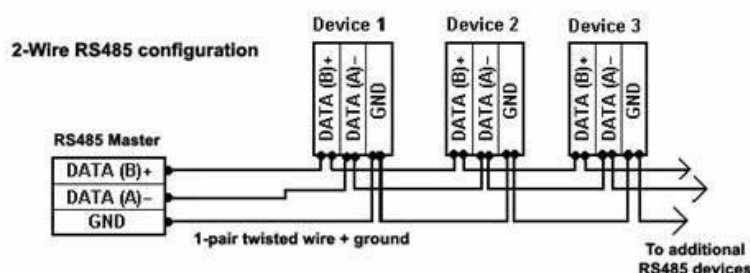 Device 1
Device 2
Device 3
2-Wire RS485 configuration
DATA (B)+
DATA (A)-
GND
DATA (B)+
DATA (A)-
GND
DATA (B)+
DATA (A)-
GND
RS485 Master
DATA (B)+
DATA (A)-
GND
1-pair twisted wire + ground
To additional
RS485 devices